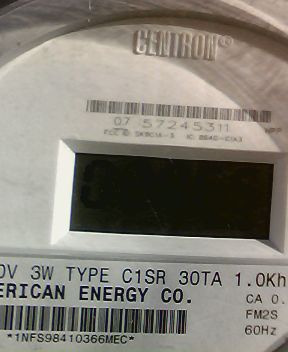 CENTRON®
07 57245311
0V 3W TYPE C1SR 30TA 1.0Kh
ERICAN ENERGY CO.
CA 0.
FM2S
60Hz
*1NFS98410366MEC*